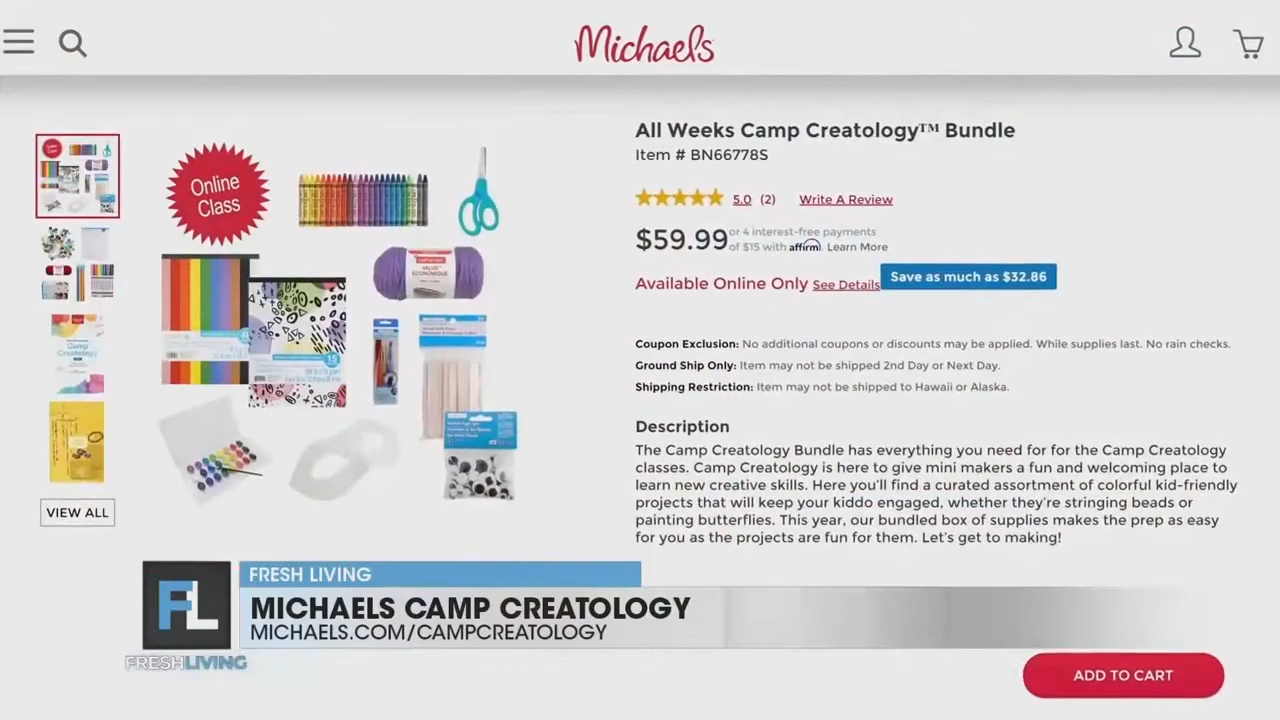 Michaels
All Weeks Camp Creatology™ Bundle
Item # BN66778S
5.0 (2) Write A Review
$59.99 or 4 interest-free payments
of $15 with affirm. Learn More
Available Online Only See Details
Save as much as $32.86
Coupon Exclusion: No additional coupons or discounts may be applied. While supplies last. No rain checks.
Ground Ship Only: Item may not be shipped 2nd Day or Next Day.
Shipping Restriction: Item may not be shipped to Hawaii or Alaska.
Description
The Camp Creatology Bundle has everything you need for for the Camp Creatology
classes. Camp Creatology is here to give mini makers a fun and welcoming place to
learn new creative skills. Here you'll find a curated assortment of colorful kid-friendly
projects that will keep your kiddo engaged, whether they're stringing beads or
painting butterflies. This year, our bundled box of supplies makes the prep as easy
for you as the projects are fun for them. Let's get to making!
Online
Class
VALUE
ECONOMIQUE
15
Camp
Creatology
VIEW ALL
FL
FRESH LIVING
MICHAELS CAMP CREATOLOGY
MICHAELS.COM/CAMPCREATOLOGY
FRESHLIVING
ADD TO CART